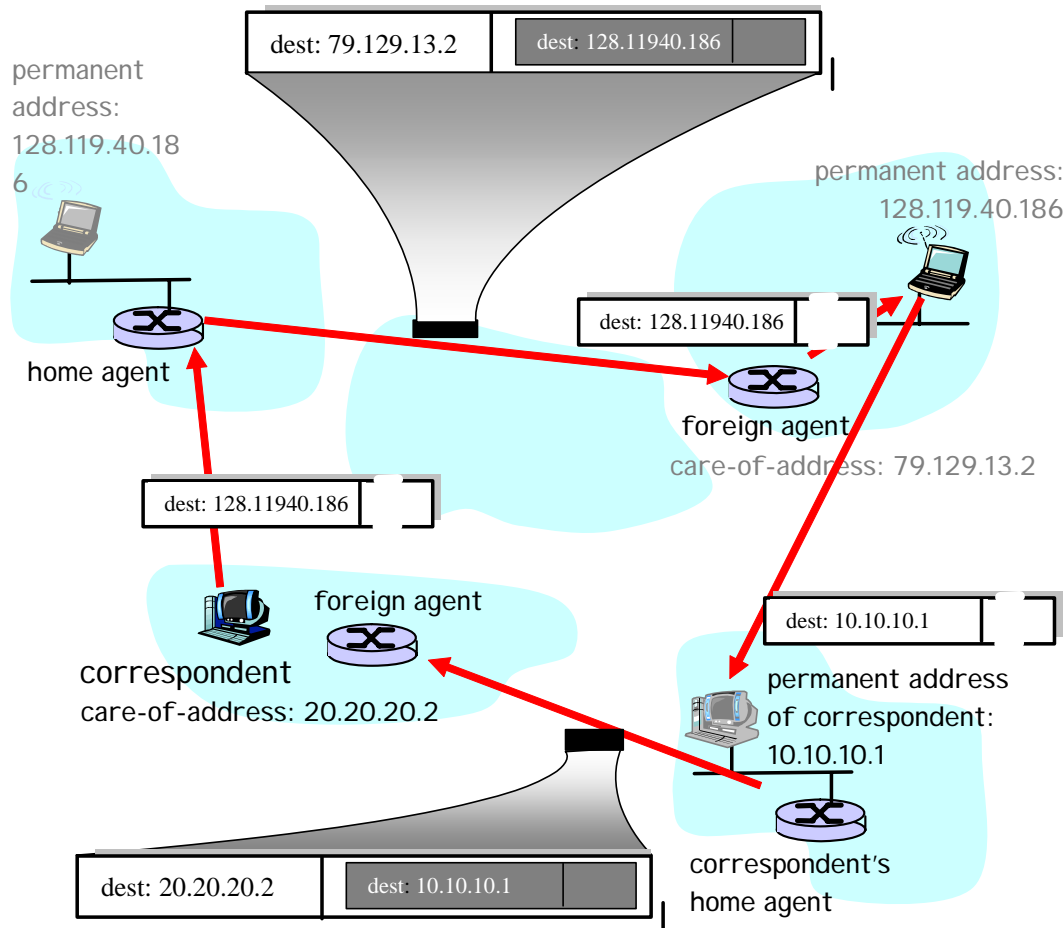 dest: 79.129.13.2
dest: 128.11940.186
permanent
address:
128.119.40.18
6
permanent address:
128.119.40.186
dest: 128.11940.186
home agent
foreign agent
care-of-address: 79.129.13.2
dest: 128.11940.186
foreign agent
correspondent
care-of-address: 20.20.20.2
dest: 10.10.10.1
permanent address
of correspondent:
10.10.10.1
correspondent's
home agent
dest: 20.20.20.2
dest: 10.10.10.1